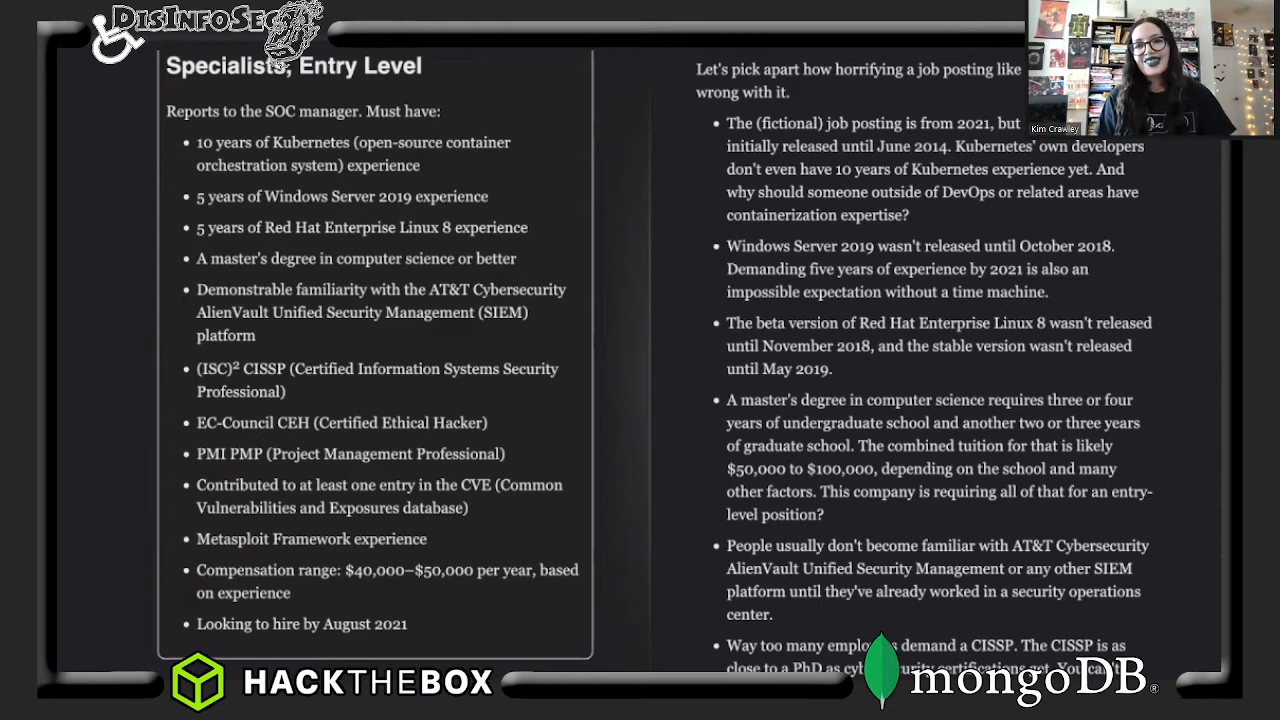 DISINFOSEC
Specialists, Entry Level
Reports to the SOC manager. Must have:
• 10 years of Kubernetes (open-source container
orchestration system) experience
• 5 years of Windows Server 2019 experience
• 5 years of Red Hat Enterprise Linux 8 experience
• A master's degree in computer science or better
• Demonstrable familiarity with the AT&T Cybersecurity
AlienVault Unified Security Management (SIEM)
platform
• (ISC)² CISSP (Certified Information Systems Security
Professional)
• EC-Council CEH (Certified Ethical Hacker)
• PMI PMP (Project Management Professional)
• Contributed to at least one entry in the CVE (Common
Vulnerabilities and Exposures database)
• Metasploit Framework experience
• Compensation range: $40,000–$50,000 per year, based
on experience
• Looking to hire by August 2021
Let's pick apart how horrifying a job posting like
wrong with it.
• The (fictional) job posting is from 2021, but
initially released until June 2014. Kubernetes' own developers
don't even have 10 years of Kubernetes experience yet. And
why should someone outside of DevOps or related areas have
containerization expertise?
• Windows Server 2019 wasn't released until October 2018.
Demanding five years of experience by 2021 is also an
impossible expectation without a time machine.
• The beta version of Red Hat Enterprise Linux 8 wasn't released
until November 2018, and the stable version wasn't released
until May 2019.
• A master's degree in computer science requires three or four
years of undergraduate school and another two or three years
of graduate school. The combined tuition for that is likely
$50,000 to $100,000, depending on the school and many
other factors. This company is requiring all of that for an entry-
level position?
• People usually don't become familiar with AT&T Cybersecurity
AlienVault Unified Security Management or any other SIEM
platform until they've already worked in a security operations
center.
• Way too many employers demand a CISSP. The CISSP is as
close to a PhD as cybersecurity certifications get. You can't
Kim Crawley
HACKTHEBOX
mongoDB®